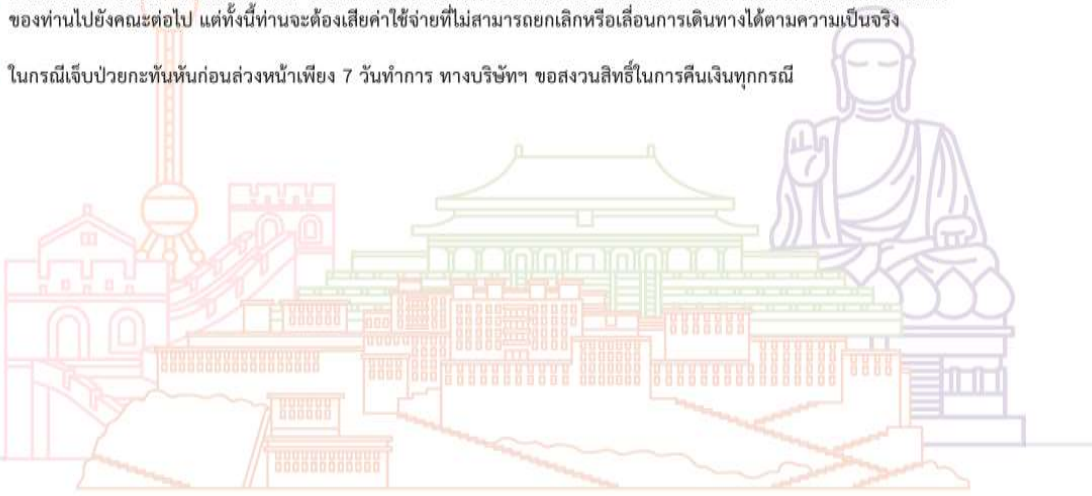 ของท่านไปยังคณะต่อไป แต่ทั้งนี้ท่านจะต้องเสียค่าใช้จ่ายที่ไม่สามารถยกเลิกหรือเลื่อนการเดินทางได้ตามความเป็นจริง
ในกรณีเจ็บป่วยกะทันหันก่อนล่วงหน้าเพียง 7 วันทำการ ทางบริษัทฯ ขอสงวนสิทธิ์ในการคืนเงินทุกกรณี